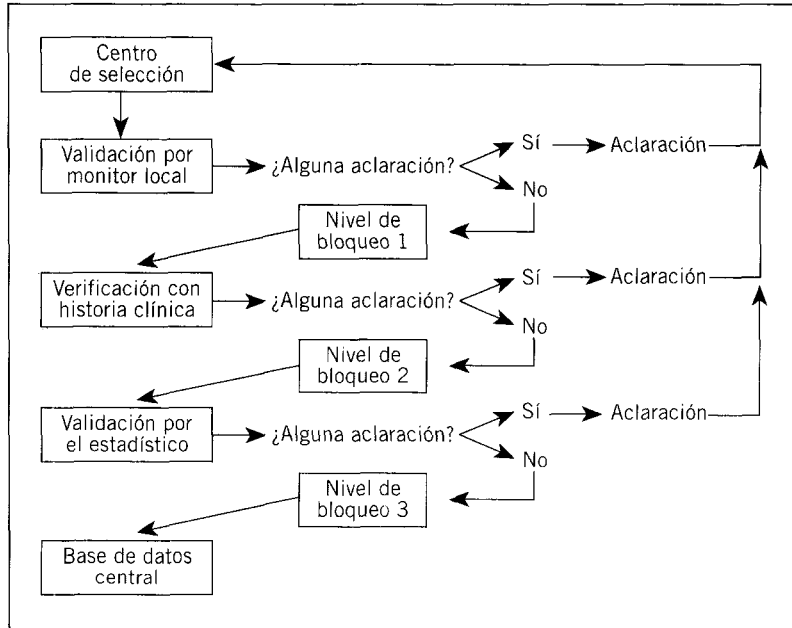 Centro
de selección
Validación por
monitor local
¿Alguna aclaración?
Sí
Aclaración
No
Nivel de
bloqueo 1
Verificación con
historia clínica
¿Alguna aclaración?
Sí
Aclaración
No
Nivel de
bloqueo 2
Validación por
el estadístico
¿Alguna aclaración?
Sí
Aclaración
No
Nivel de
bloqueo 3
Base de datos
central